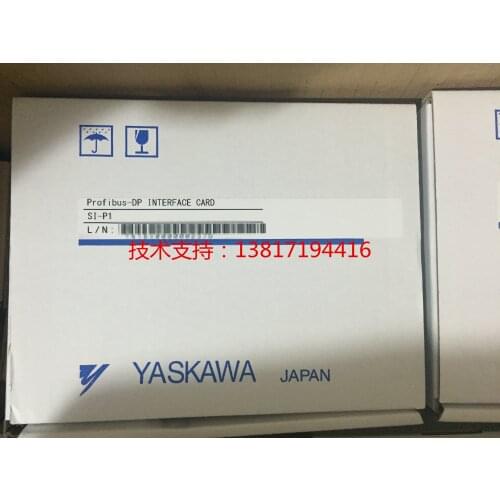 Profibus-DP INTERFACE CARD
SI-P1
L/N:
技术支持：13817194416
YASKAWA JAPAN